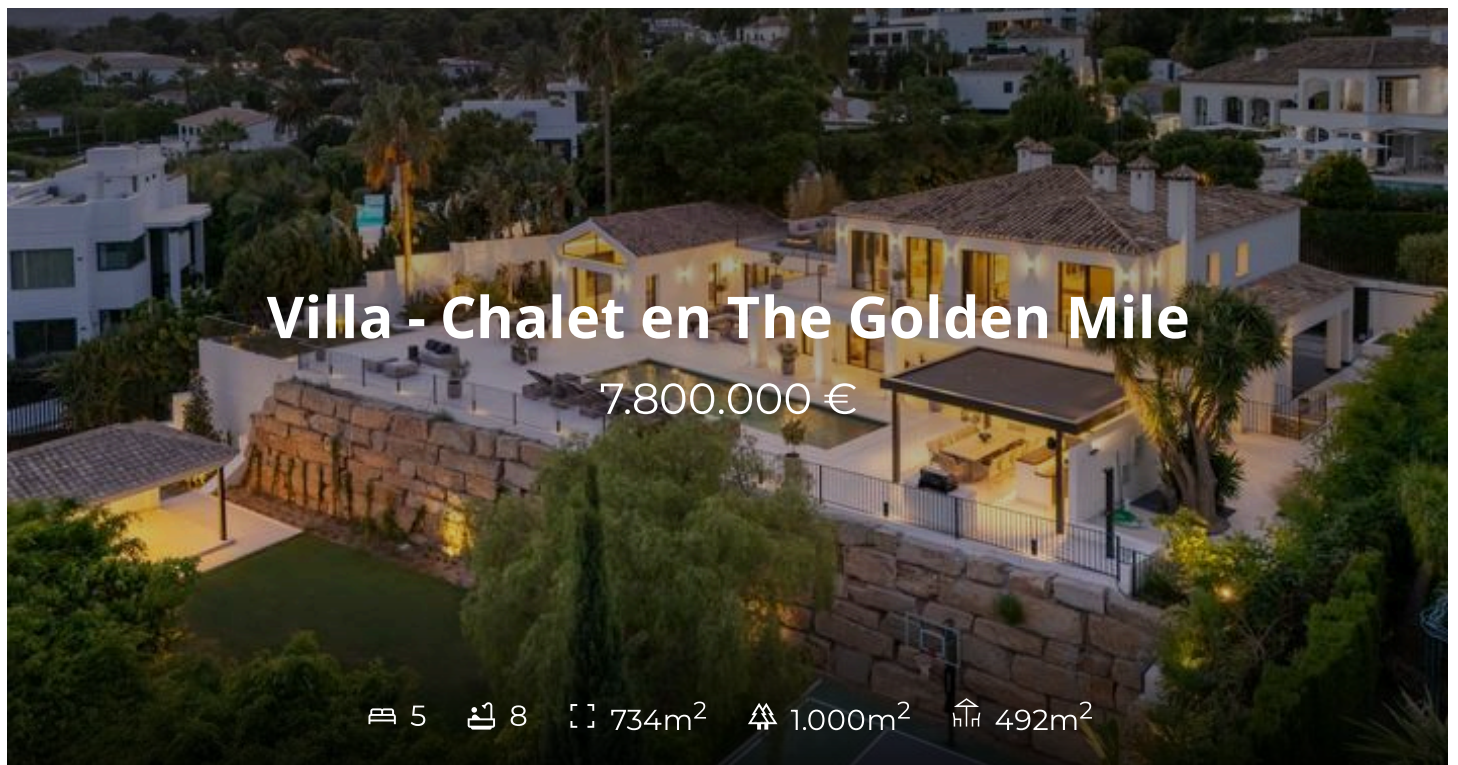 Villa - Chalet en The Golden Mile
7.800.000 €
5 8 734m² 1.000m² 492m²